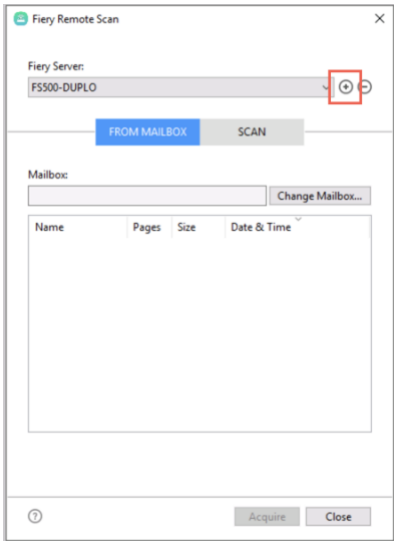 Fiery Remote Scan
Fiery Server:
FS500-DUPLO
FROM MAILBOX SCAN
Mailbox:
Change Mailbox...
Name Pages Size Date & Time
Acquire Close